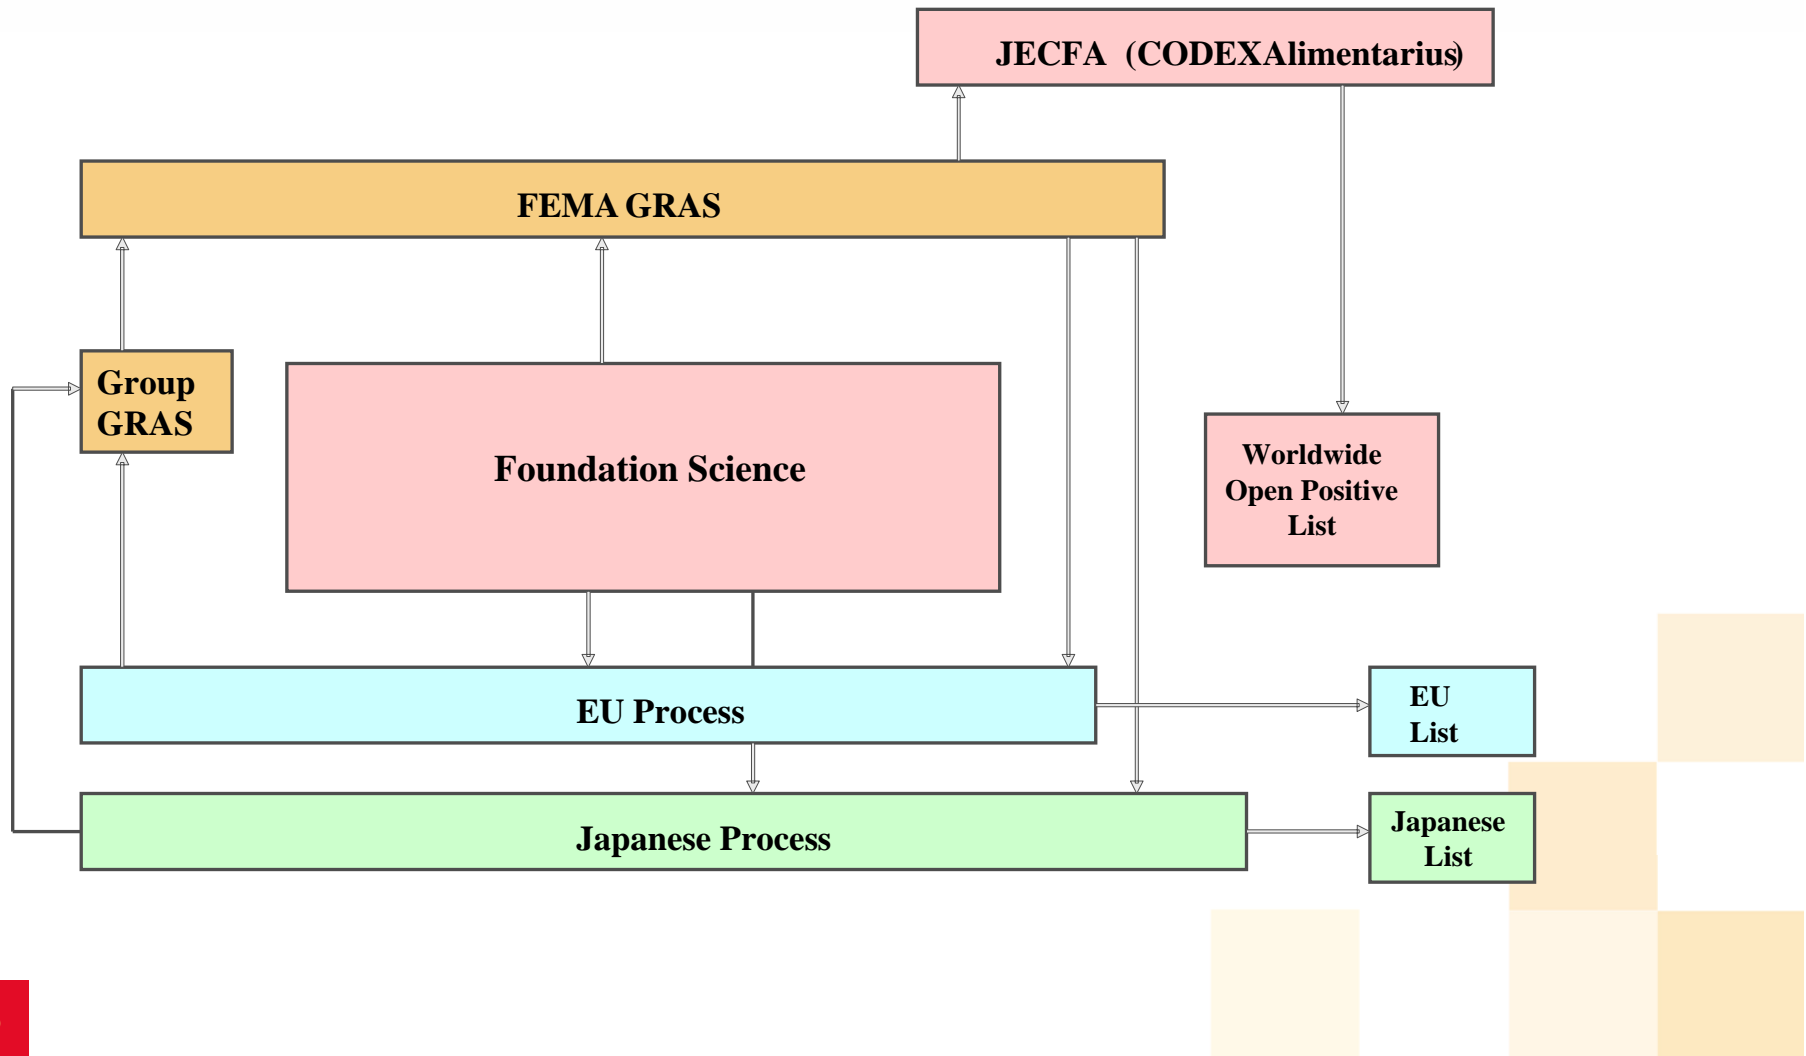 JECFA (CODEXAlimentarius)
FEMA GRAS
Group
GRAS
Foundation Science
Worldwide
Open Positive
List
EU Process
EU
List
Japanese Process
Japanese
List